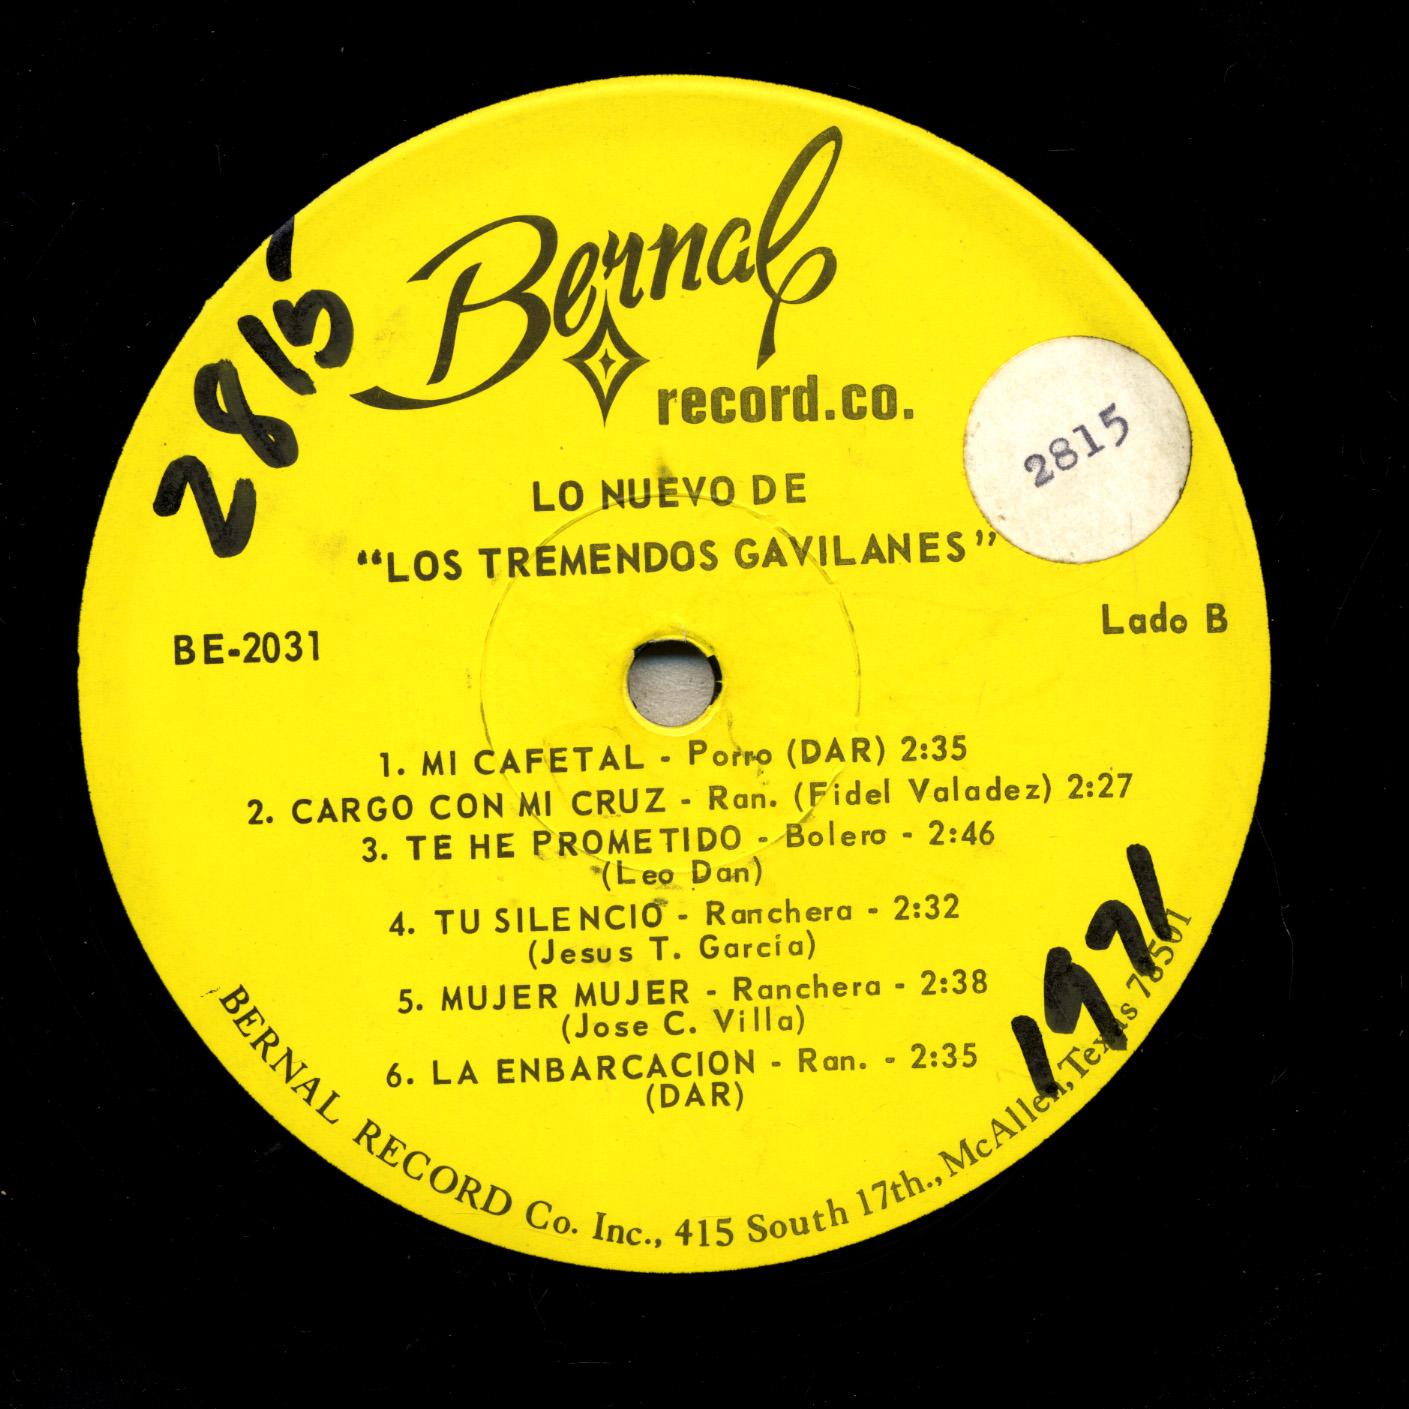 Bernal
record.co.
2815
2815
LO NUEVO DE
"LOS TREMENDOS GAVILANES"
BE-2031
Lado B
1. MI CAFETAL - Porro (DAR) 2:35
2. CARGO CON MI CRUZ - Ran. (Fidel Valadez) 2:27
3. TE HE PROMETIDO - Bolero - 2:46
(Leo Dan)
4. TU SILENCIO - Ranchera - 2:32
(Jesus T. García)
5. MUJER MUJER - Ranchera - 2:38
(Jose C. Villa)
6. LA ENBARCACION - Ran. - 2:35
(DAR)
1971
BERNAL RECORD Co. Inc., 415 South 17th., McAllen, Texas 78501